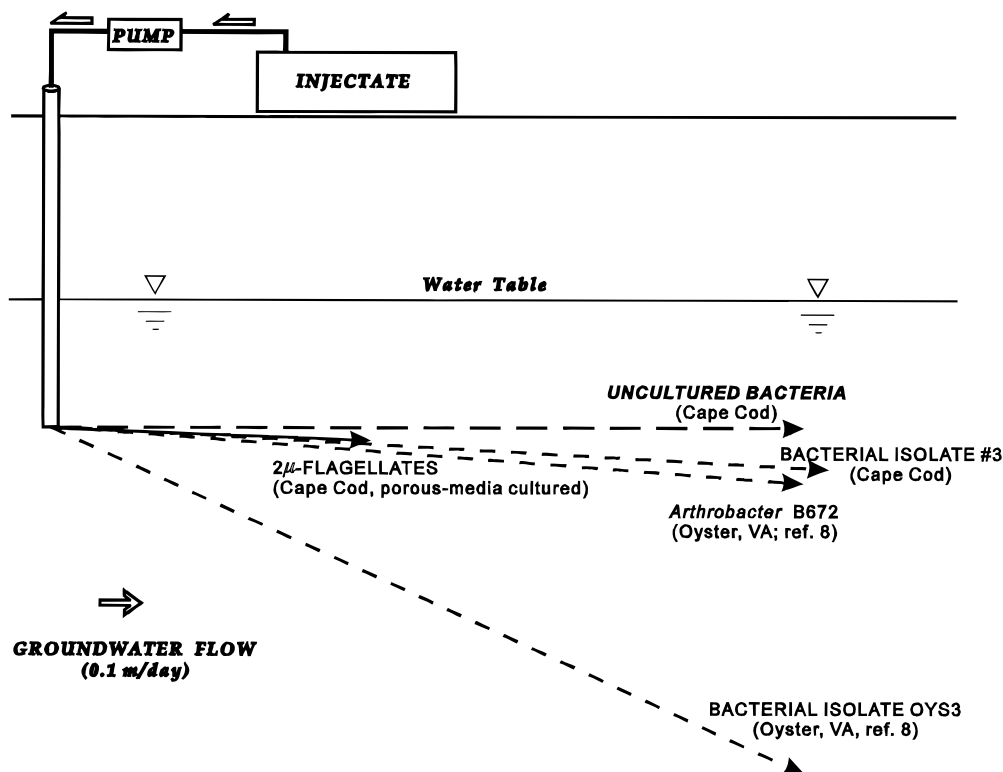 PUMP
INJECTATE
Water Table
UNCULTURED BACTERIA
(Cape Cod)
BACTERIAL ISOLATE #3
(Cape Cod)
2μ-FLAGELLATES
(Cape Cod, porous-media cultured)
Arthrobacter B672
(Oyster, VA; ref. 8)
GROUNDWATER FLOW
(0.1 m/day)
BACTERIAL ISOLATE OYS3
(Oyster, VA, ref. 8)